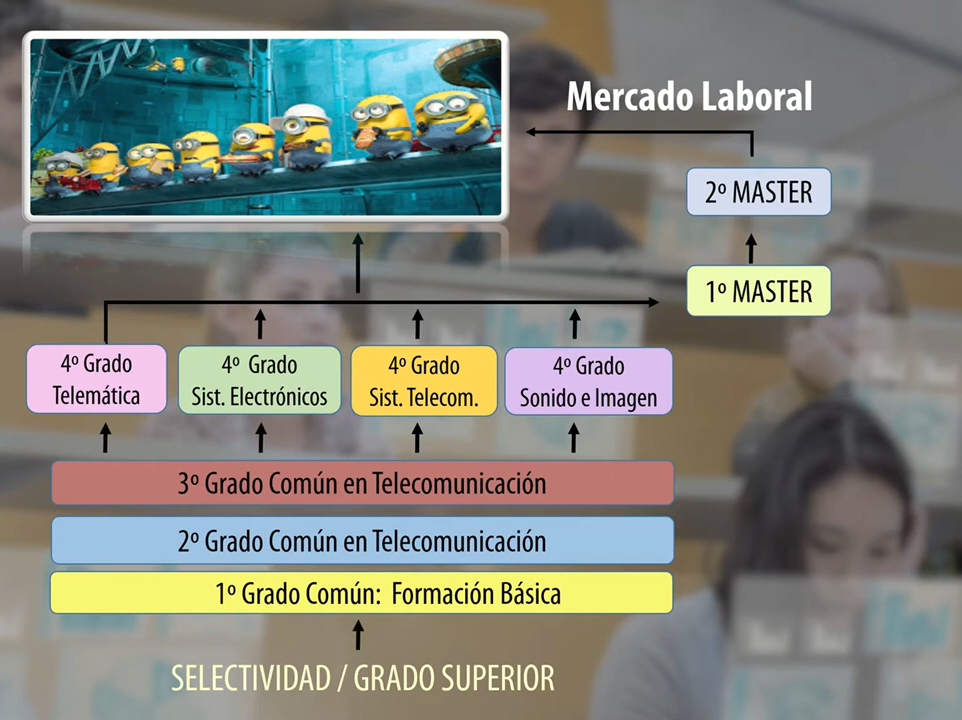 Mercado Laboral
2º MASTER
1º MASTER
4º Grado
Telemática
4º Grado
Sist. Electrónicos
4º Grado
Sist. Telecom.
4º Grado
Sonido e Imagen
3º Grado Común en Telecomunicación
2º Grado Común en Telecomunicación
1º Grado Común: Formación Básica
SELECTIVIDAD / GRADO SUPERIOR